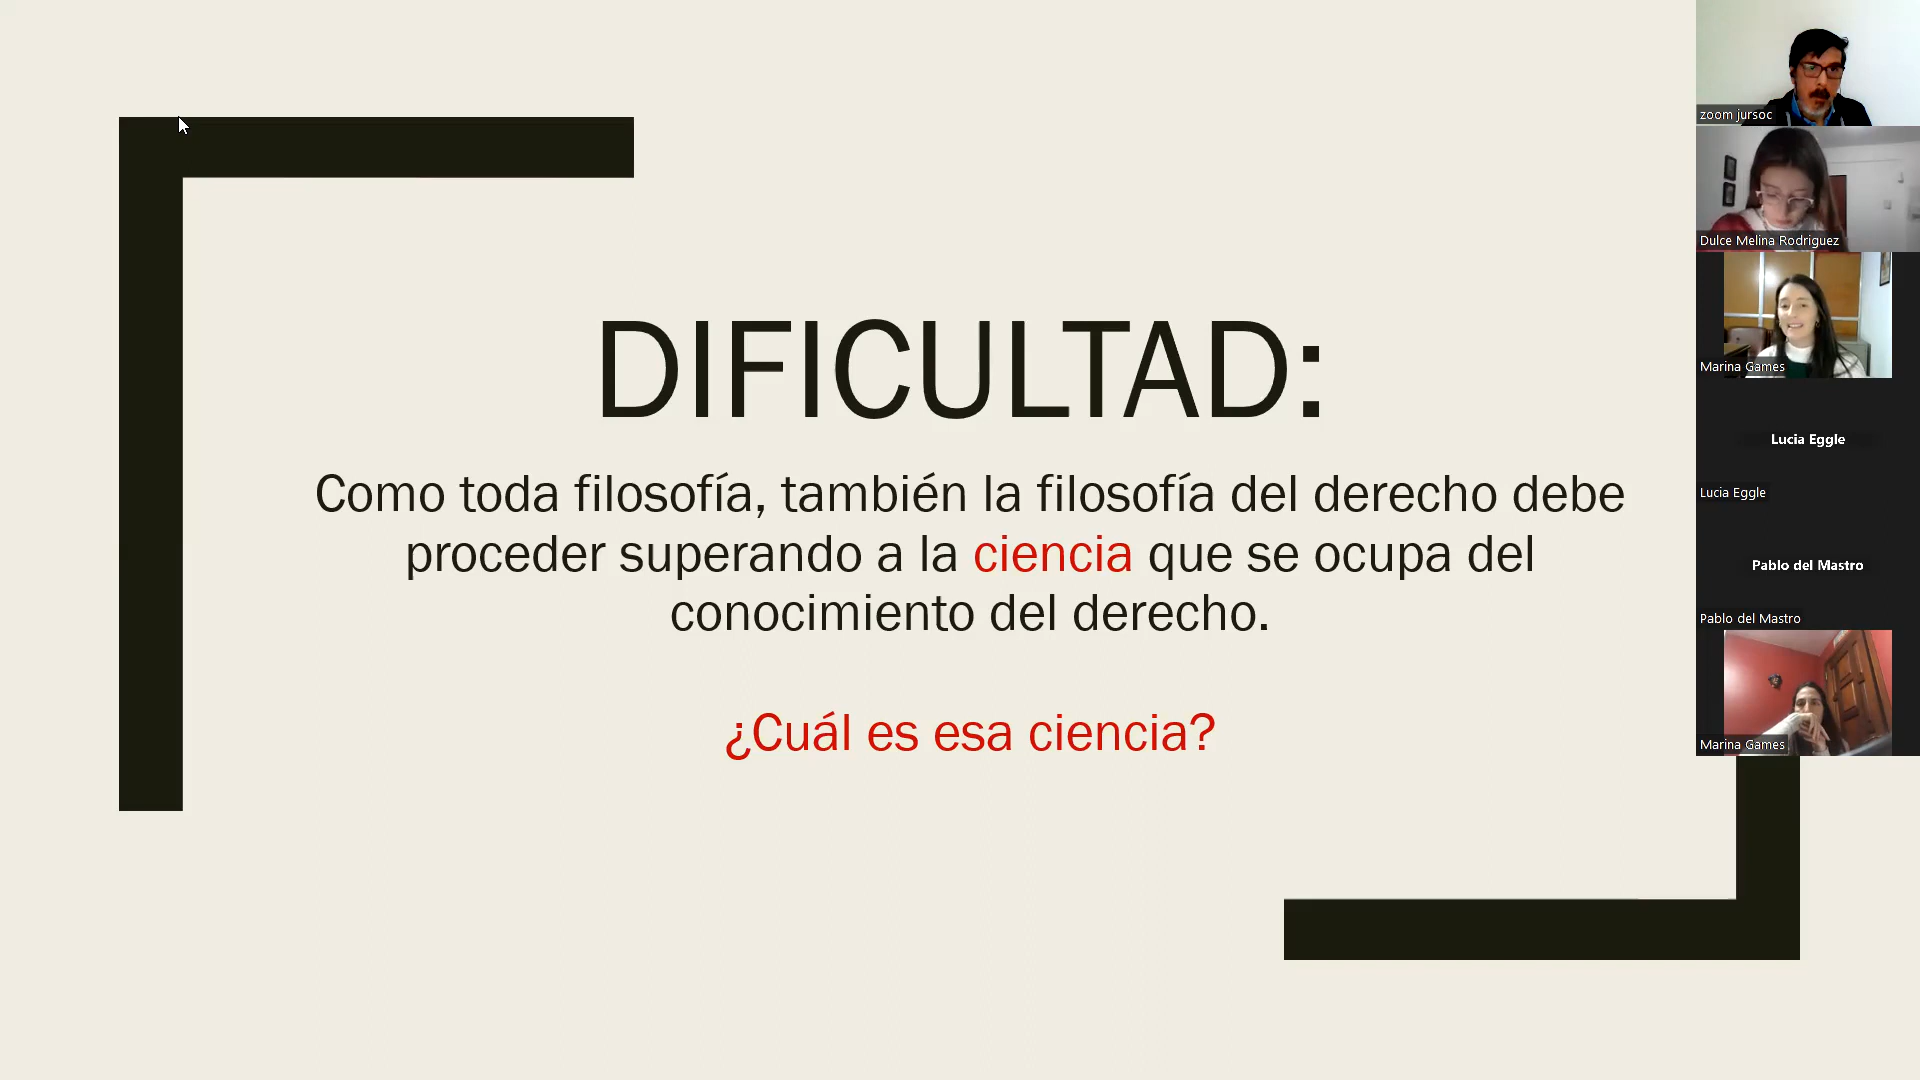 DIFICULTAD:
Como toda filosofía, también la filosofía del derecho debe
proceder superando a la ciencia que se ocupa del
conocimiento del derecho.
¿Cuál es esa ciencia?
zoom jursoc
Dulce Melina Rodriguez
Marina Games
Lucia Eggle
Lucia Eggle
Pablo del Mastro
Pablo del Mastro
Marina Games